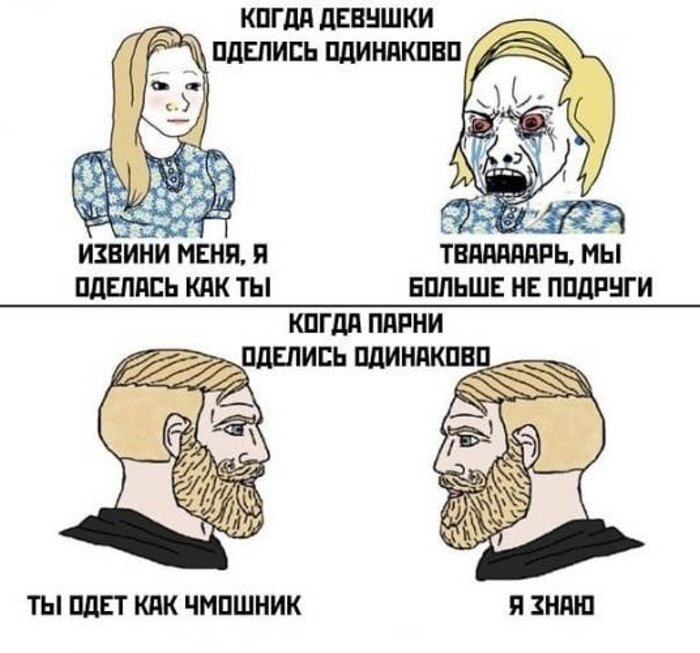 КОГДА ДЕВУШКИ
ОДЕЛИСЬ ОДИНАКОВО
ИЗВИНИ МЕНЯ, Я
ОДЕЛАСЬ КАК ТЫ
ТВАААААРЬ, МЫ
БОЛЬШЕ НЕ ПОДРУГИ
КОГДА ПАРНИ
ОДЕЛИСЬ ОДИНАКОВО
ТЫ ОДЕТ КАК ЧМОШНИК
Я ЗНАЮ